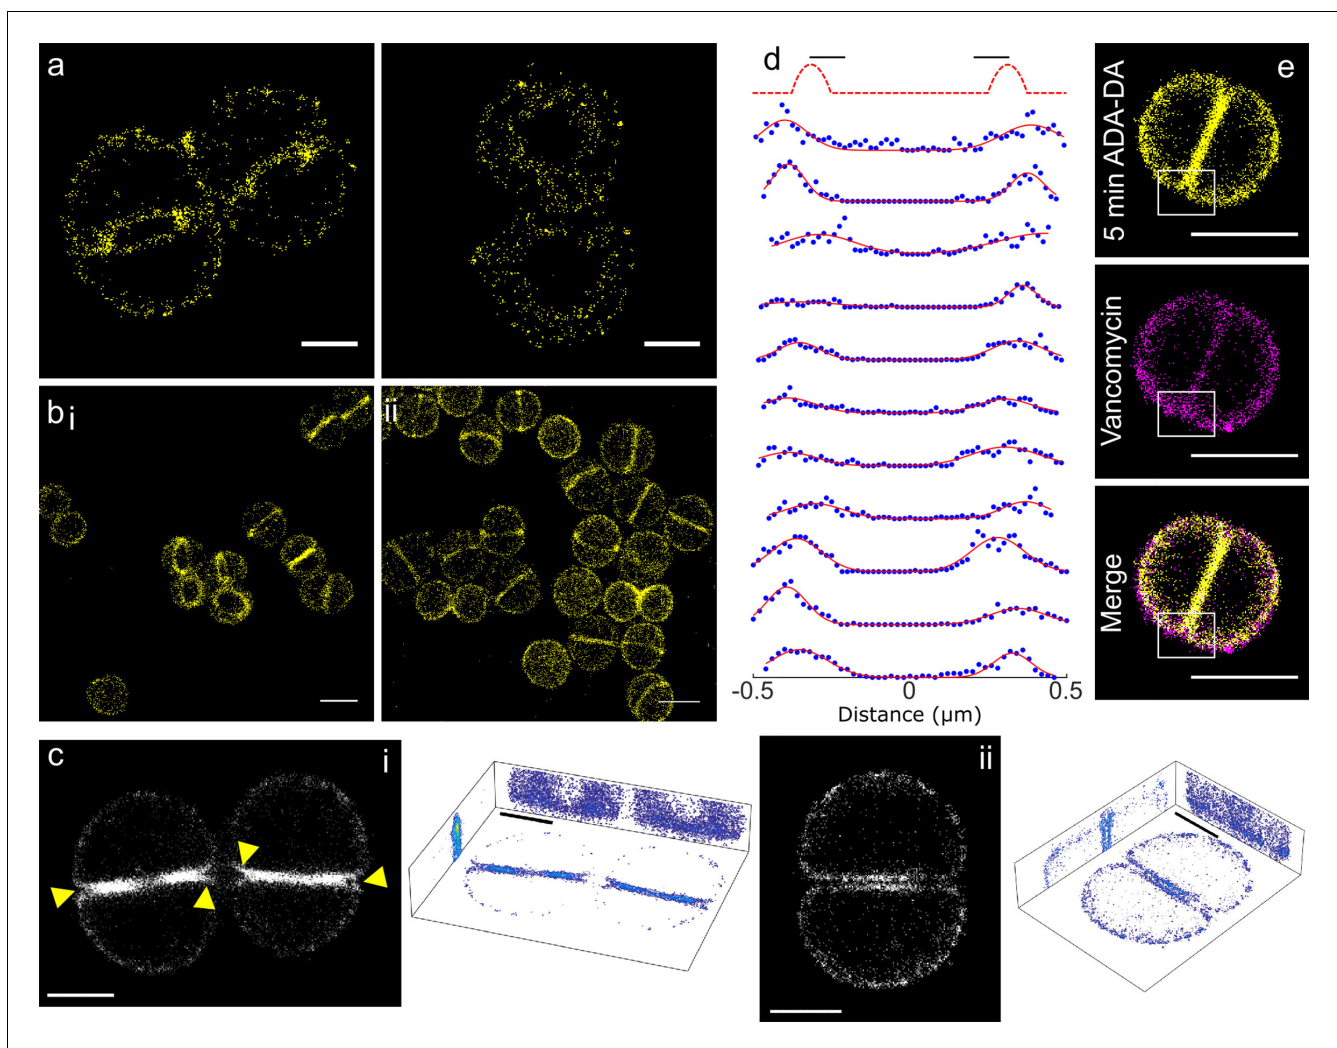 a
d
e
5 min ADA-DA
Vancomycin
Merge
b i
ii
-0.5
0
0.5
Distance (µm)
c
i
ii